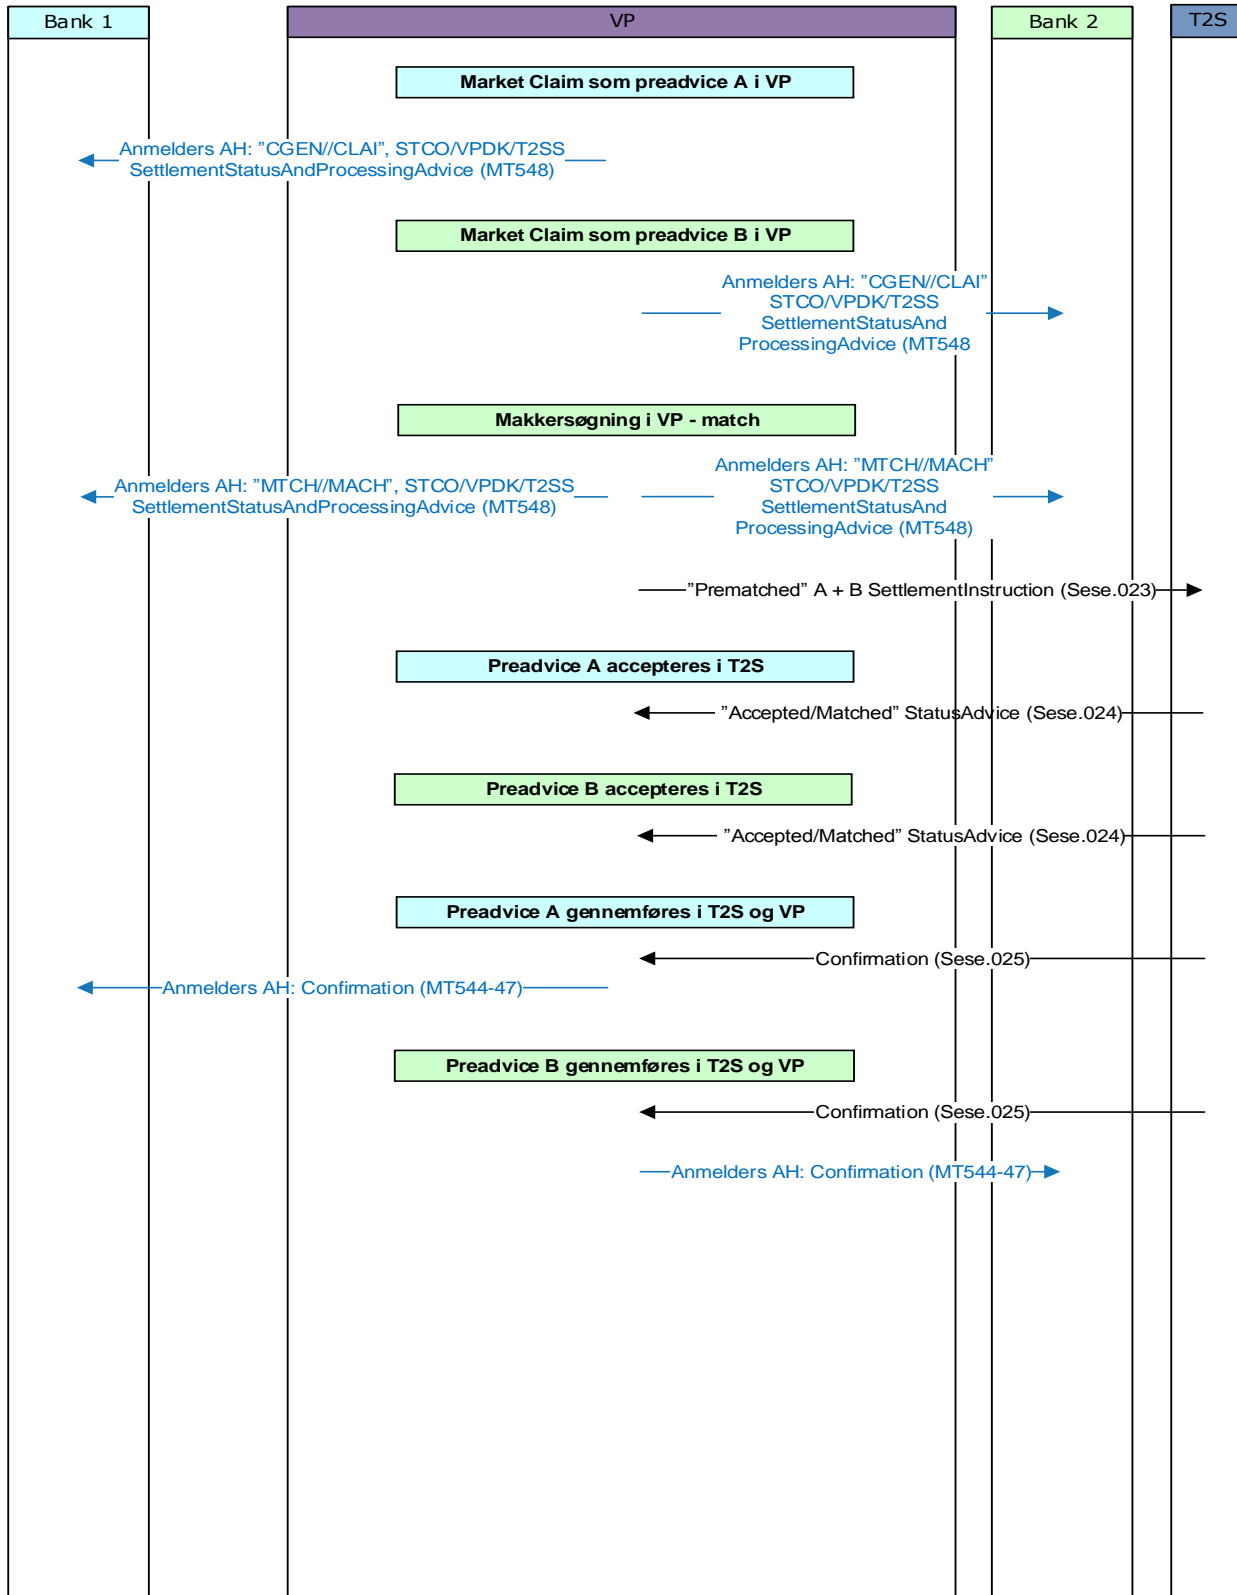 Bank 1
VP
Bank 2
T2S
Market Claim som preadvice A i VP
Anmelders AH: "CGEN//CLAI", STCO/VPDK/T2SS
SettlementStatusAndProcessingAdvice (MT548)
Market Claim som preadvice B i VP
Anmelders AH: ”CGEN//CLAI”
STCO/VPDK/T2SS
SettlementStatusAnd
ProcessingAdvice (MT548
Makkersøgning i VP - match
Anmelders AH: "MTCH//MACH", STCO/VPDK/T2SS
SettlementStatusAndProcessingAdvice (MT548)
Anmelders AH: ”MTCH//MACH”
STCO/VPDK/T2SS
SettlementStatusAnd
ProcessingAdvice (MT548)
”Prematched” A + B SettlementInstruction (Sese.023)
Preadvice A accepteres i T2S
”Accepted/Matched” StatusAdvice (Sese.024)
Preadvice B accepteres i T2S
”Accepted/Matched” StatusAdvice (Sese.024)
Preadvice A gennemføres i T2S og VP
Confirmation (Sese.025)
Anmelders AH: Confirmation (MT544-47)
Preadvice B gennemføres i T2S og VP
Confirmation (Sese.025)
Anmelders AH: Confirmation (MT544-47)